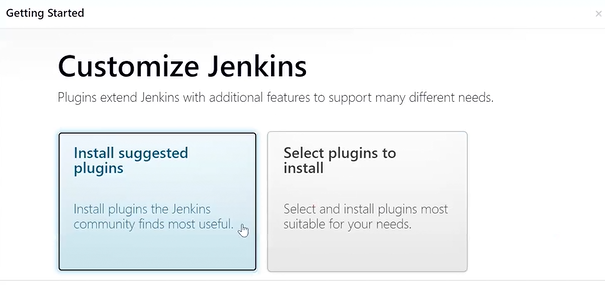 Getting Started
Customize Jenkins
Plugins extend Jenkins with additional features to support many different needs.
Install suggested
plugins
Install plugins the Jenkins
community finds most useful.
Select plugins to
install
Select and install plugins most
suitable for your needs.